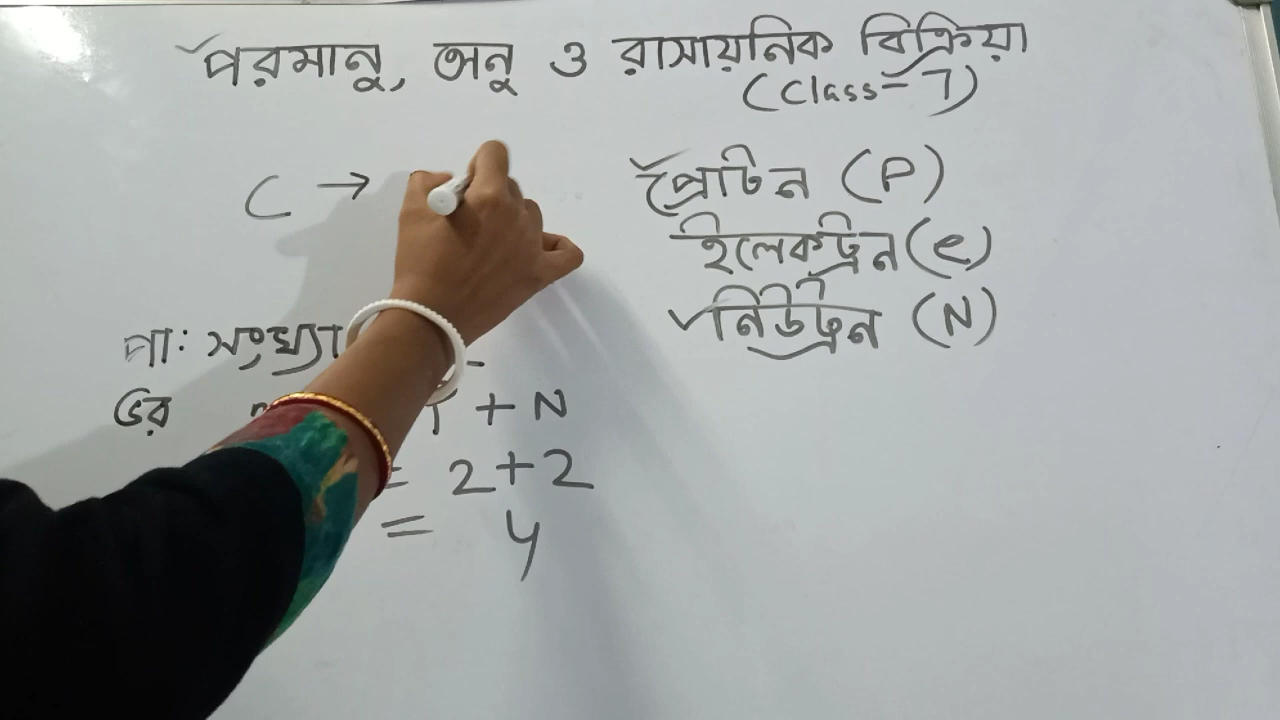 পরমানু, অনু ও রাসায়নিক বিক্রিয়া
(Class-7)
C →
প্রোটন (P)
ইলেকট্রন (e)
নিউট্রন (N)
পা: সংখ্যা
ভর + N
= 2+2
= 4